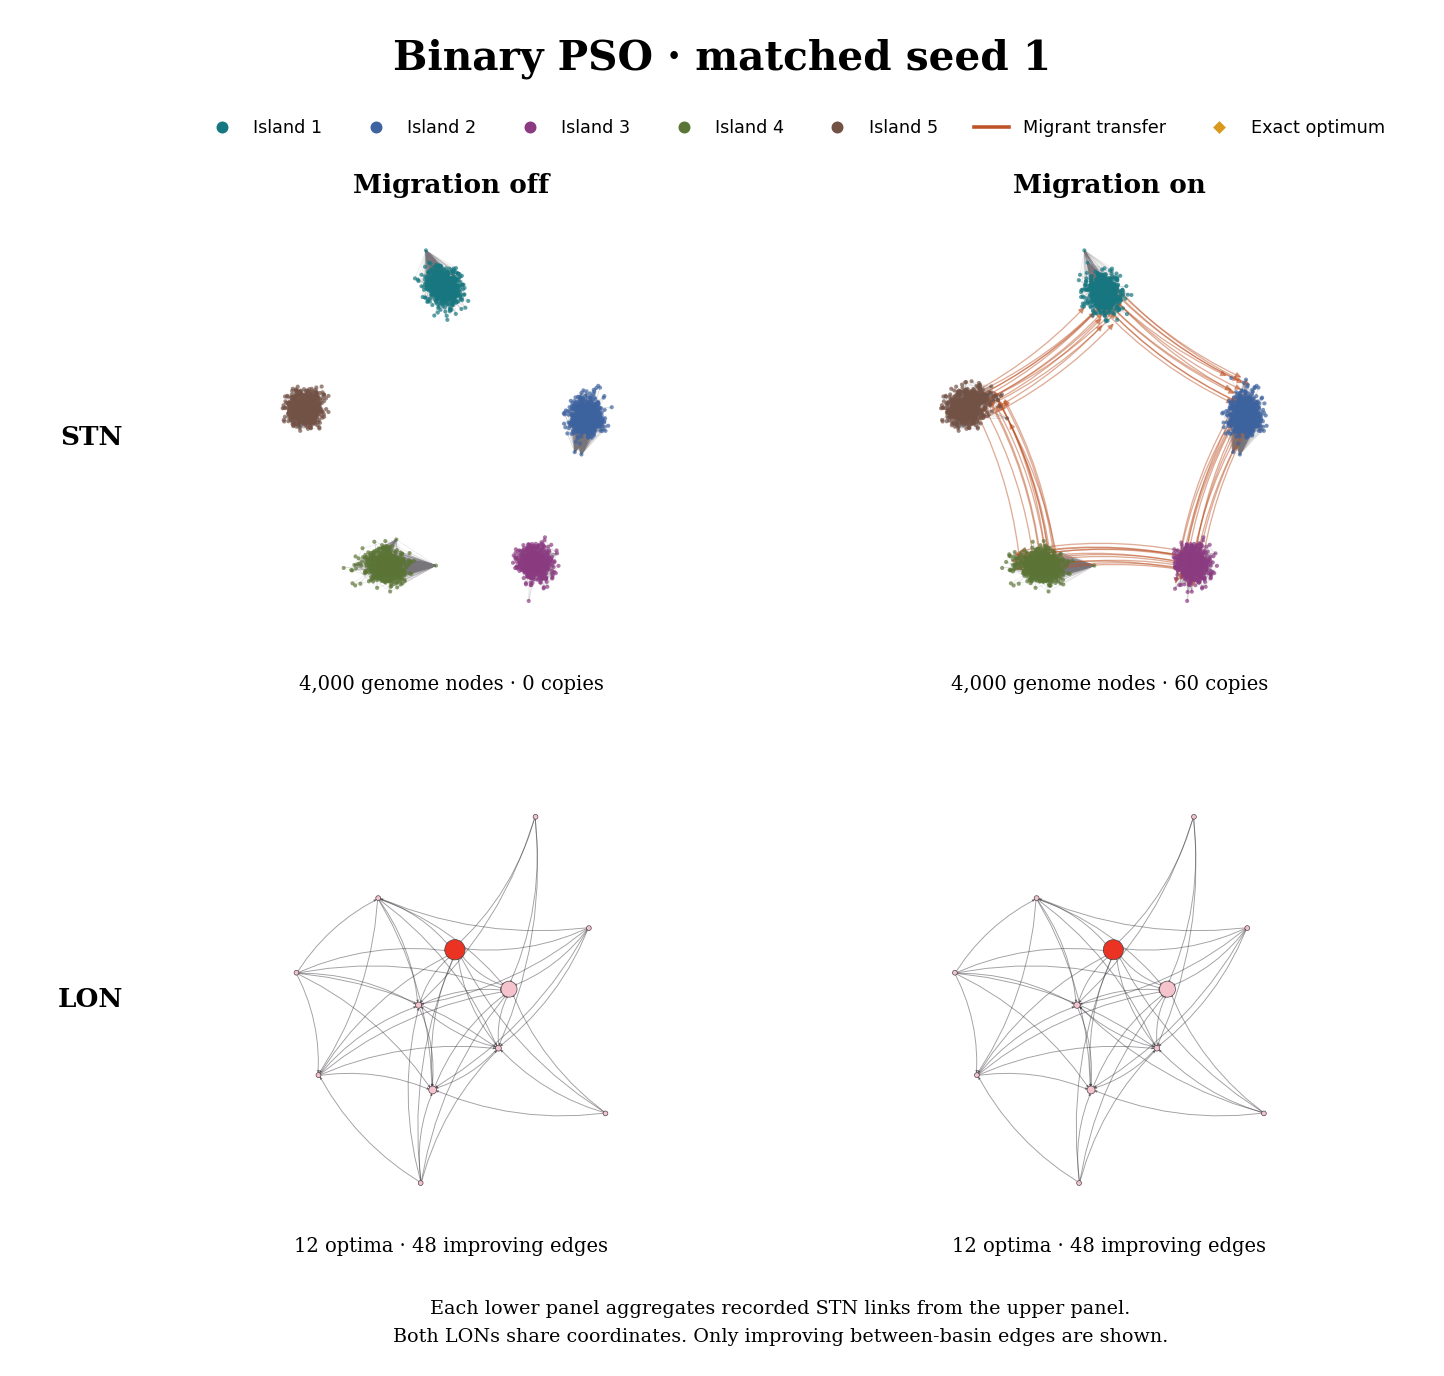 Binary PSO · matched seed 1
Island 1
Island 2
Island 3
Island 4
Island 5
Migrant transfer
Exact optimum
Migration off
Migration on
STN
4,000 genome nodes · 0 copies
4,000 genome nodes · 60 copies
LON
12 optima · 48 improving edges
12 optima · 48 improving edges
Each lower panel aggregates recorded STN links from the upper panel.
Both LONs share coordinates. Only improving between-basin edges are shown.